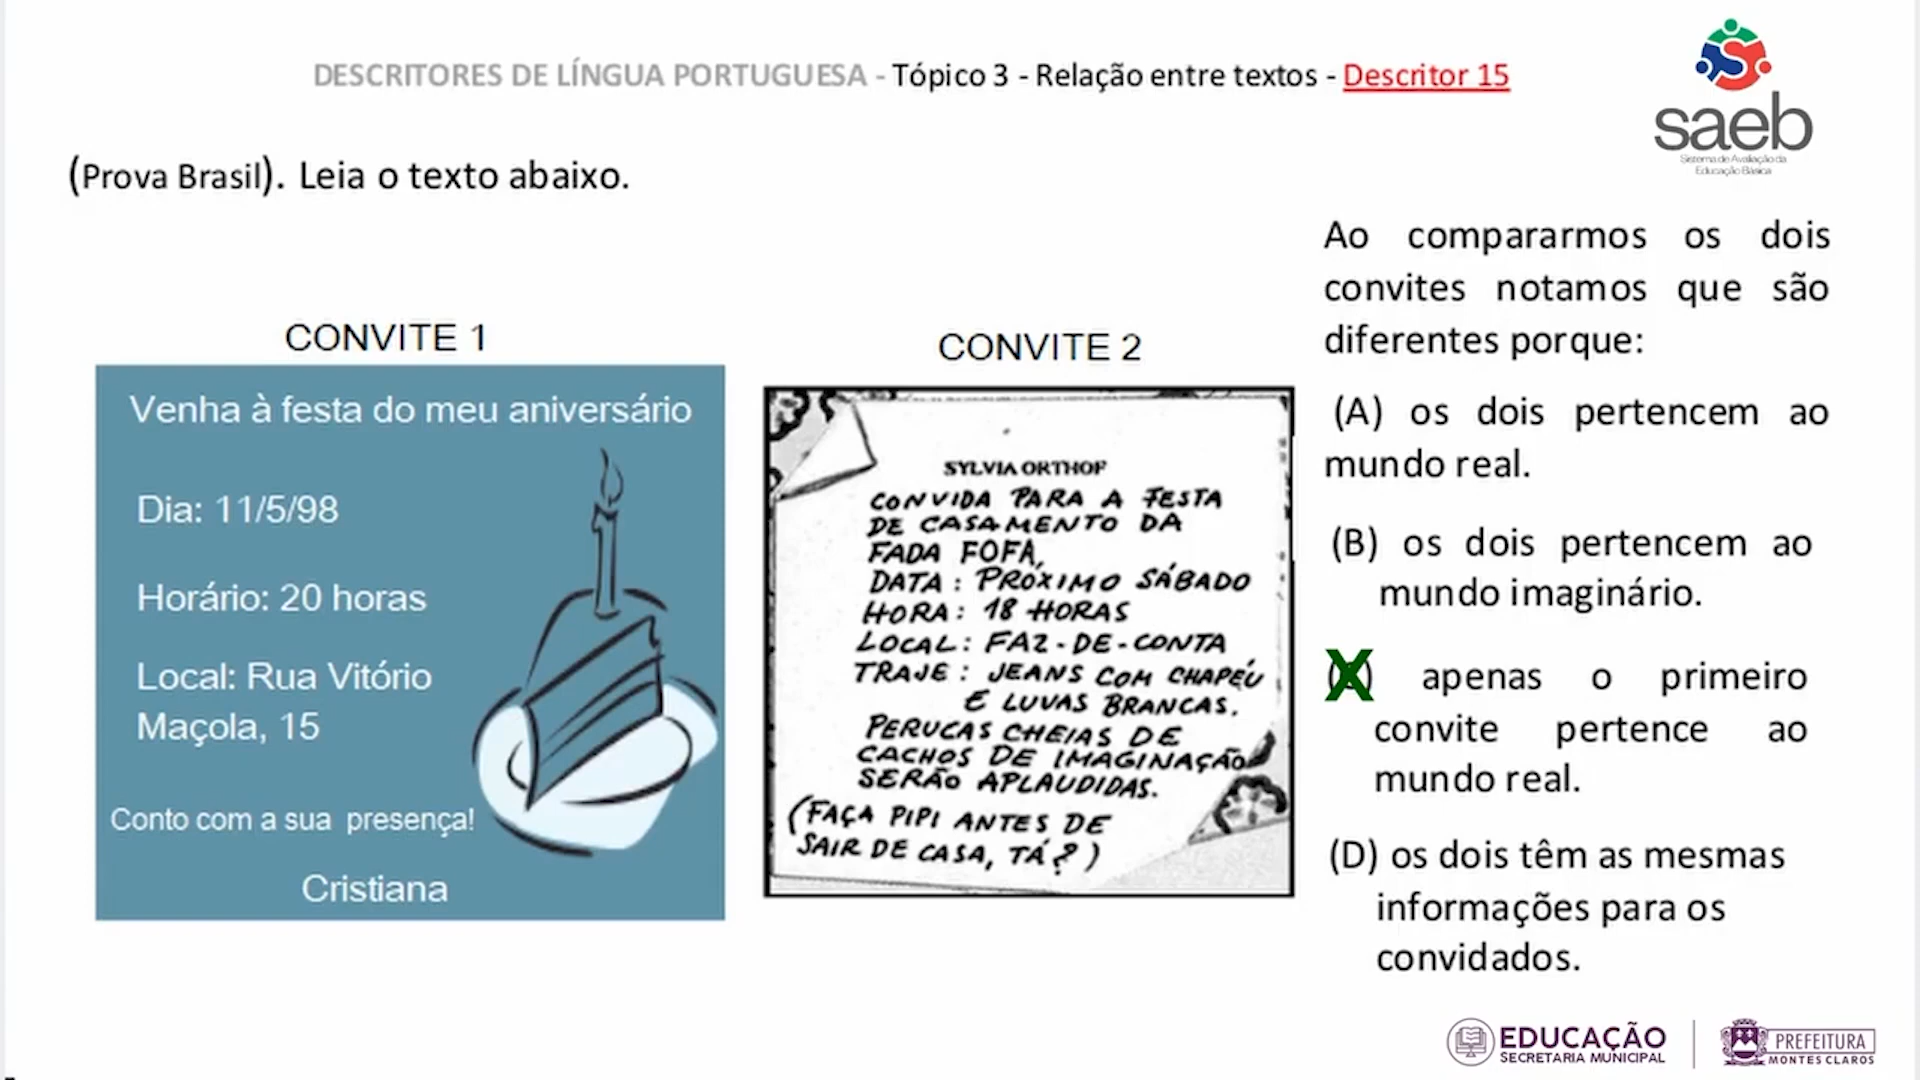 DESCRITORES DE LÍNGUA PORTUGUESA - Tópico 3 - Relação entre textos - Descritor 15
saeb
Sistema de Avaliação da
Educação Básica
(Prova Brasil). Leia o texto abaixo.
CONVITE 1
Venha à festa do meu aniversário
Dia: 11/5/98
Horário: 20 horas
Local: Rua Vitório
Maçola, 15
Conto com a sua presença!
Cristiana
CONVITE 2
SYLVIA ORTHOF
CONVIDA PARA A FESTA
DE CASAMENTO DA
FADA FOFA,
DATA: PRÓXIMO SÁBADO
HORA: 18 HORAS
LOCAL: FAZ-DE-CONTA
TRAJE: JEANS COM CHAPÉU
E LUVAS BRANCAS.
PERUCAS CHEIAS DE
CACHOS DE IMAGINAÇÃO
SERÃO APLAUDIDAS.
(FAÇA PIPI ANTES DE
SAIR DE CASA, TÁ?)
Ao compararmos os dois
convites notamos que são
diferentes porque:
(A) os dois pertencem ao
mundo real.
(B) os dois pertencem ao
mundo imaginário.
X apenas o primeiro
convite pertence ao
mundo real.
(D) os dois têm as mesmas
informações para os
convidados.
EDUCAÇÃO
SECRETARIA MUNICIPAL
PREFEITURA
MONTES CLAROS